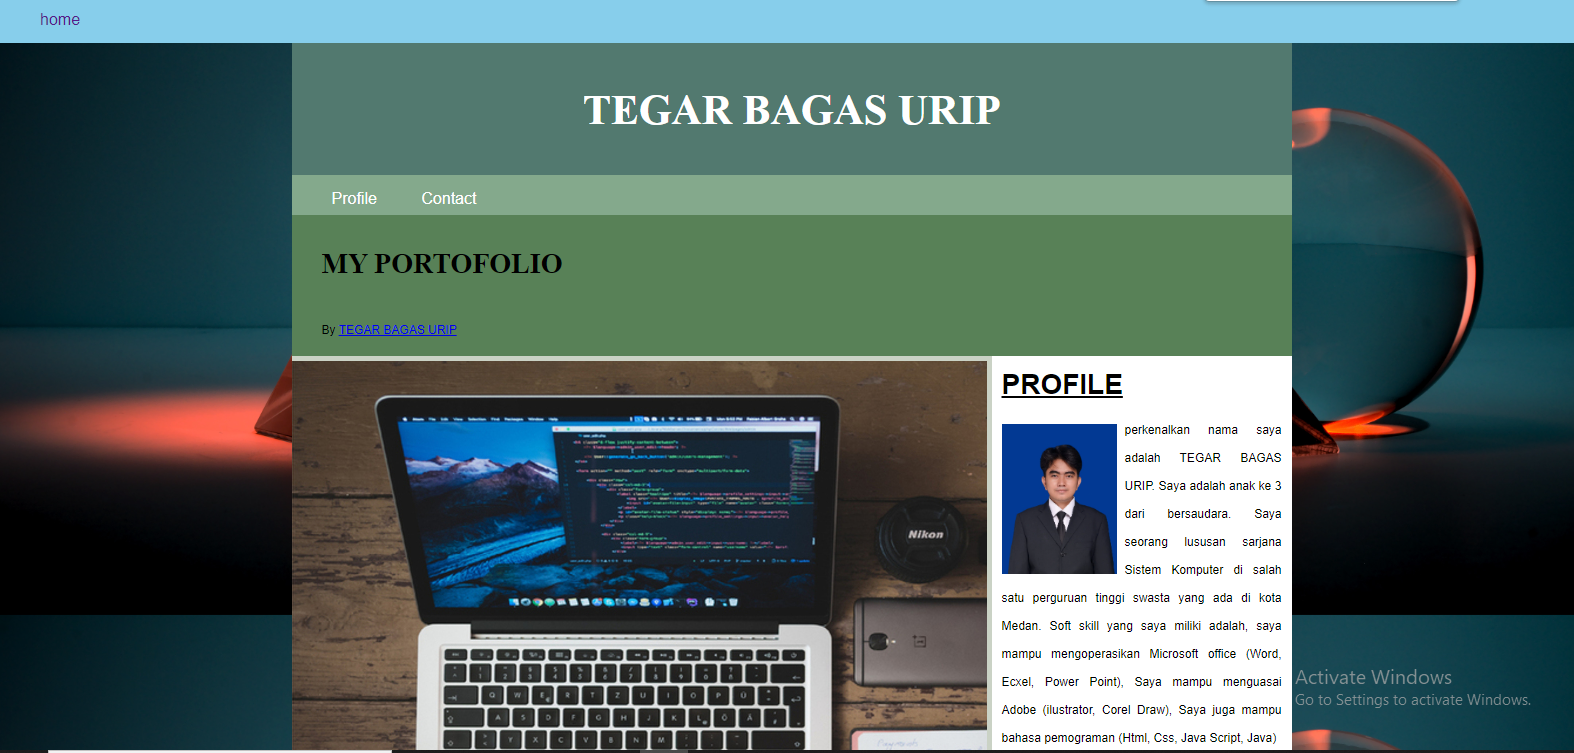 home
TEGAR BAGAS URIP
Profile Contact
MY PORTOFOLIO
By TEGAR BAGAS URIP
Nikon
PROFILE
perkenalkan nama saya
adalah TEGAR BAGAS
URIP. Saya adalah anak ke 3
dari bersaudara. Saya
seorang lususan sarjana
Sistem Komputer di salah
satu perguruan tinggi swasta yang ada di kota
Medan. Soft skill yang saya miliki adalah, saya
mampu mengoperasikan Microsoft office (Word,
Ecxel, Power Point), Saya mampu menguasai
Adobe (ilustrator, Corel Draw), Saya juga mampu
bahasa pemograman (Html, Css, Java Script, Java)
Activate Windows
Go to Settings to activate Windows.